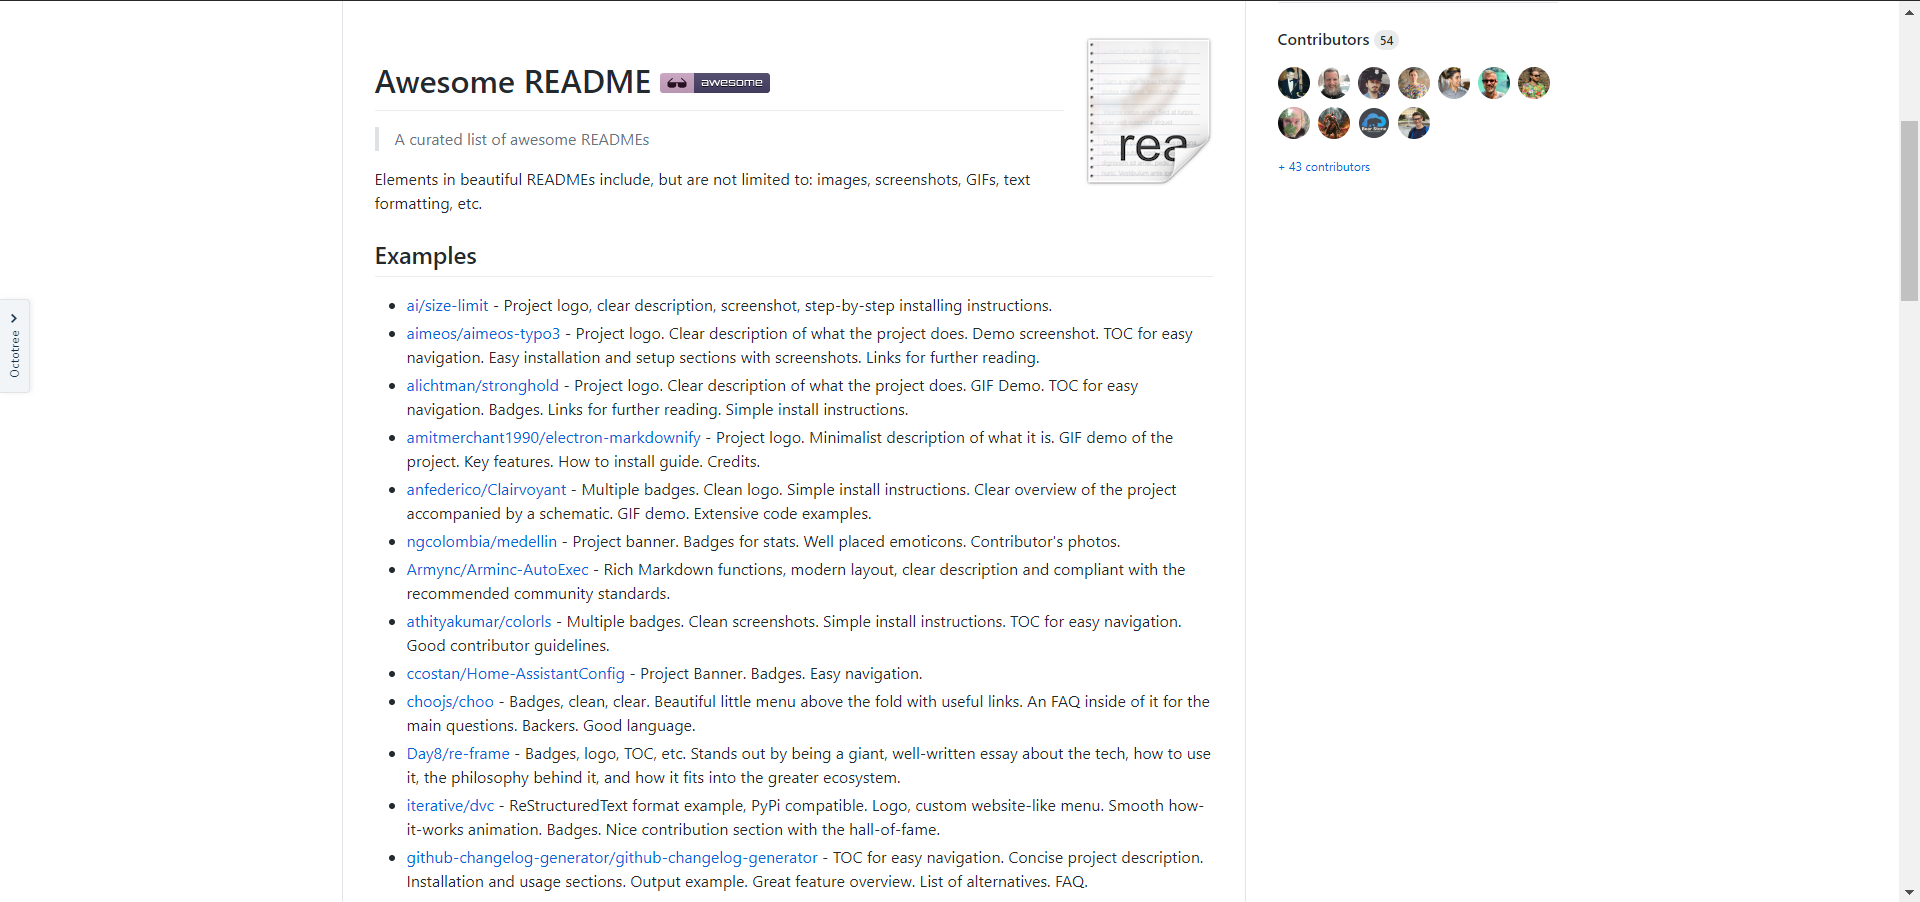 Awesome README awesome
A curated list of awesome READMEs
Elements in beautiful READMEs include, but are not limited to: images, screenshots, GIFs, text
formatting, etc.
rea
Examples
ai/size-limit - Project logo, clear description, screenshot, step-by-step installing instructions.
aimeos/aimeos-typo3 - Project logo. Clear description of what the project does. Demo screenshot. TOC for easy
navigation. Easy installation and setup sections with screenshots. Links for further reading.
alichtman/stronghold - Project logo. Clear description of what the project does. GIF Demo. TOC for easy
navigation. Badges. Links for further reading. Simple install instructions.
amitmerchant1990/electron-markdownify - Project logo. Minimalist description of what it is. GIF demo of the
project. Key features. How to install guide. Credits.
anfederico/Clairvoyant - Multiple badges. Clean logo. Simple install instructions. Clear overview of the project
accompanied by a schematic. GIF demo. Extensive code examples.
ngcolombia/medellin - Project banner. Badges for stats. Well placed emoticons. Contributor's photos.
Armync/Arminc-AutoExec - Rich Markdown functions, modern layout, clear description and compliant with the
recommended community standards.
athityakumar/colorls - Multiple badges. Clean screenshots. Simple install instructions. TOC for easy navigation.
Good contributor guidelines.
ccostan/Home-AssistantConfig - Project Banner. Badges. Easy navigation.
choojs/choo - Badges, clean, clear. Beautiful little menu above the fold with useful links. An FAQ inside of it for the
main questions. Backers. Good language.
Day8/re-frame - Badges, logo, TOC, etc. Stands out by being a giant, well-written essay about the tech, how to use
it, the philosophy behind it, and how it fits into the greater ecosystem.
iterative/dvc - ReStructuredText format example, PyPi compatible. Logo, custom website-like menu. Smooth how-
it-works animation. Badges. Nice contribution section with the hall-of-fame.
github-changelog-generator/github-changelog-generator - TOC for easy navigation. Concise project description.
Installation and usage sections. Output example. Great feature overview. List of alternatives. FAQ.
Contributors 54
+ 43 contributors
Octotree